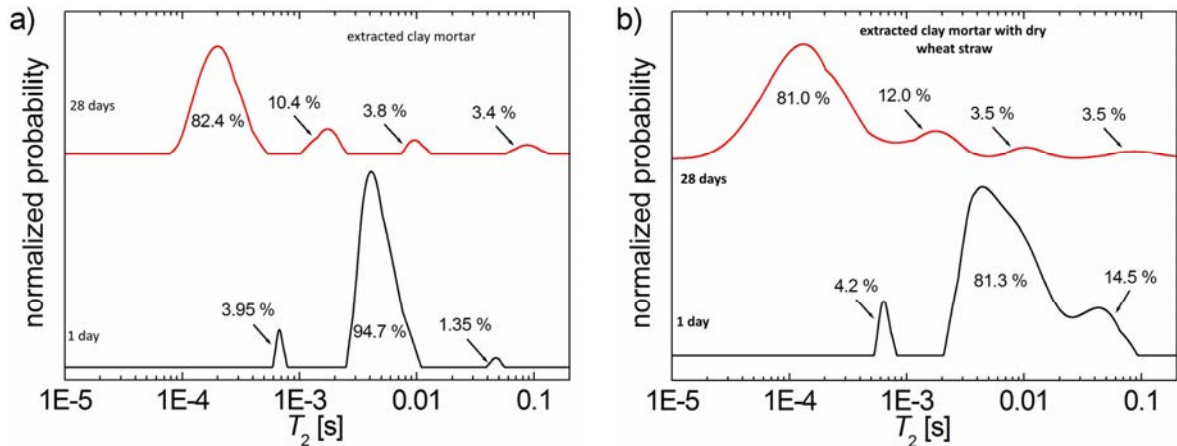 a)
extracted clay mortar
normalized probability
28 days
82.4 %
10.4 %
3.8 %
3.4 %
1 day
3.95 %
94.7 %
1.35 %
1E-5 1E-4 1E-3 0.01 0.1
T2 [s]
b)
extracted clay mortar with dry
wheat straw
normalized probability
81.0 %
12.0 %
3.5 %
3.5 %
28 days
4.2 %
81.3 %
14.5 %
1 day
1E-5 1E-4 1E-3 0.01 0.1
T2 [s]